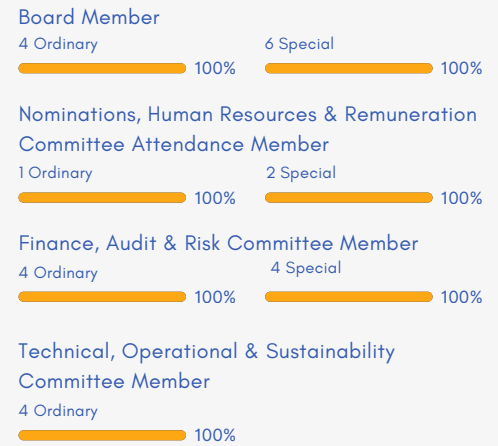 Board Member
4 Ordinary
6 Special
100%
100%
Nominations, Human Resources & Remuneration
Committee Attendance Member
1 Ordinary
2 Special
100%
100%
Finance, Audit & Risk Committee Member
4 Ordinary
4 Special
100%
100%
Technical, Operational & Sustainability
Committee Member
4 Ordinary
100%